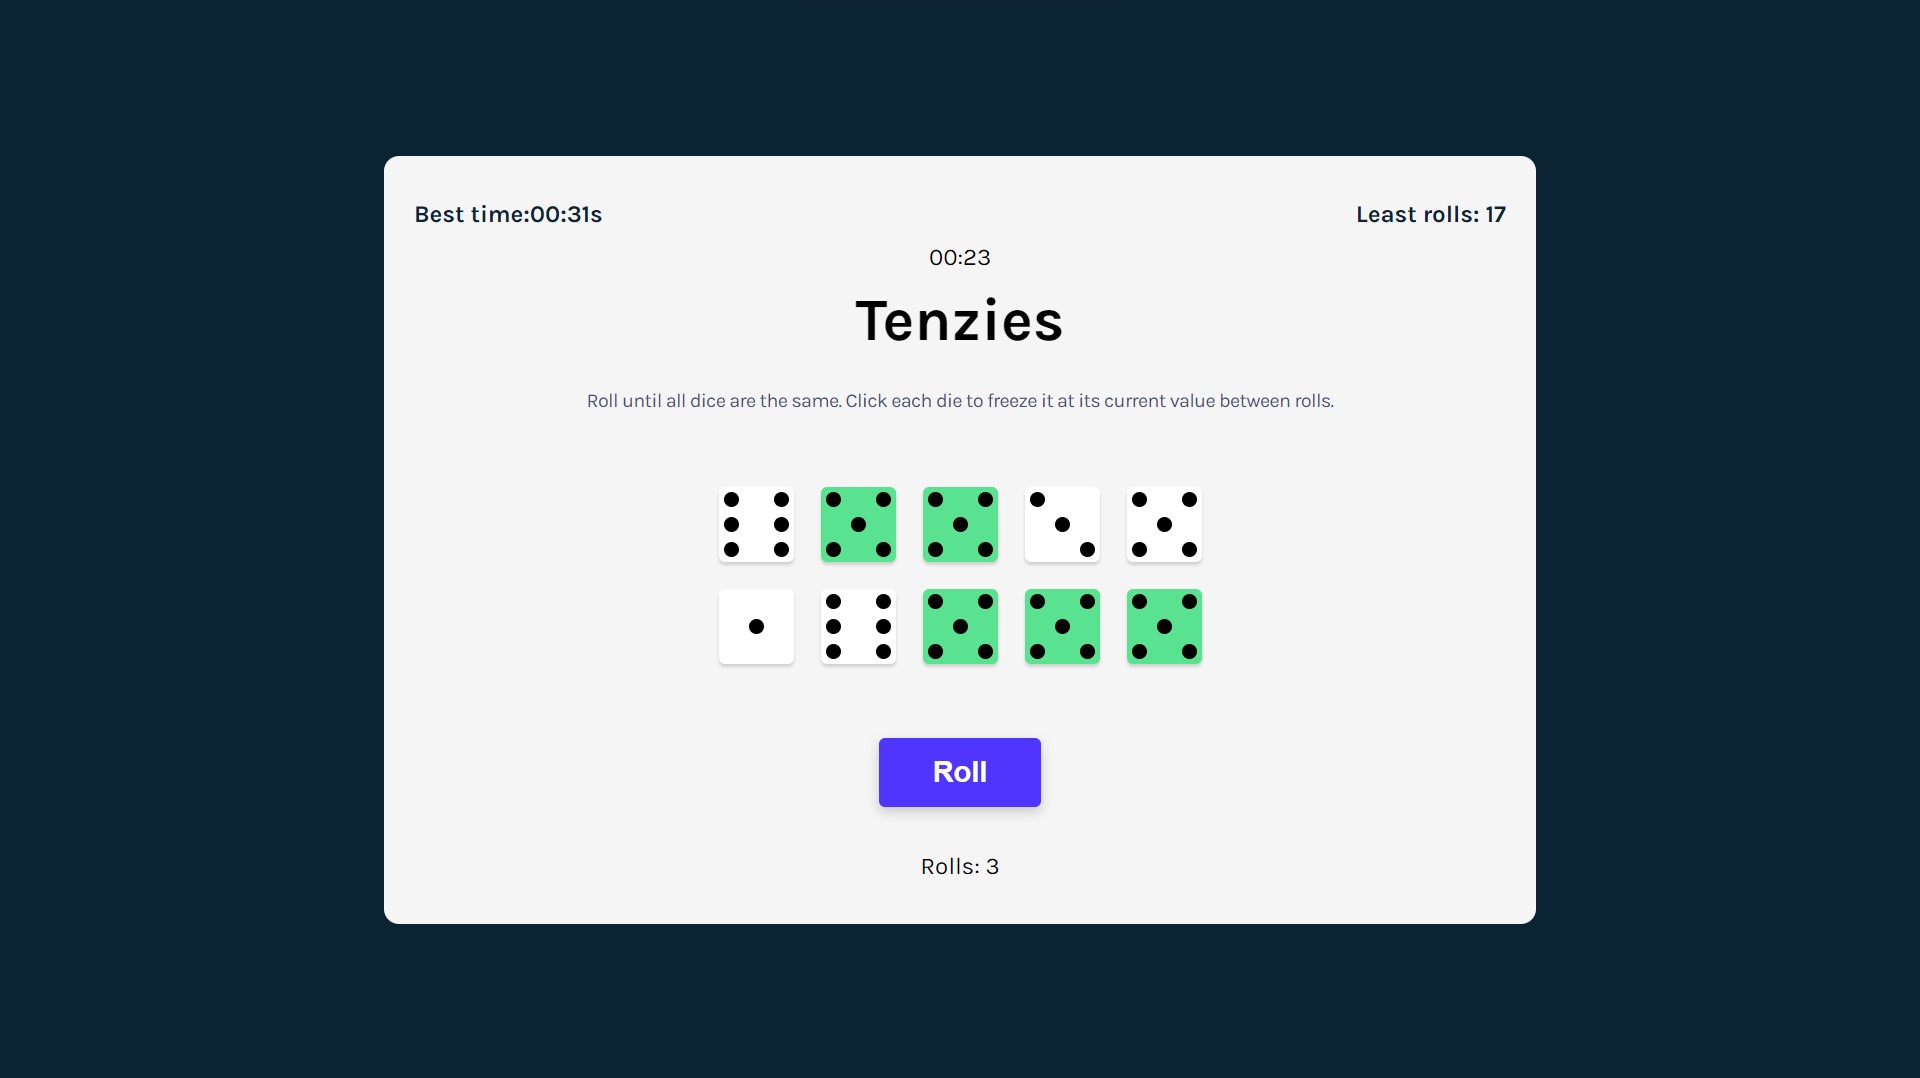 Best time:00:31s
Least rolls: 17
00:23
Tenzies
Roll until all dice are the same. Click each die to freeze it at its current value between rolls.
Roll
Rolls: 3